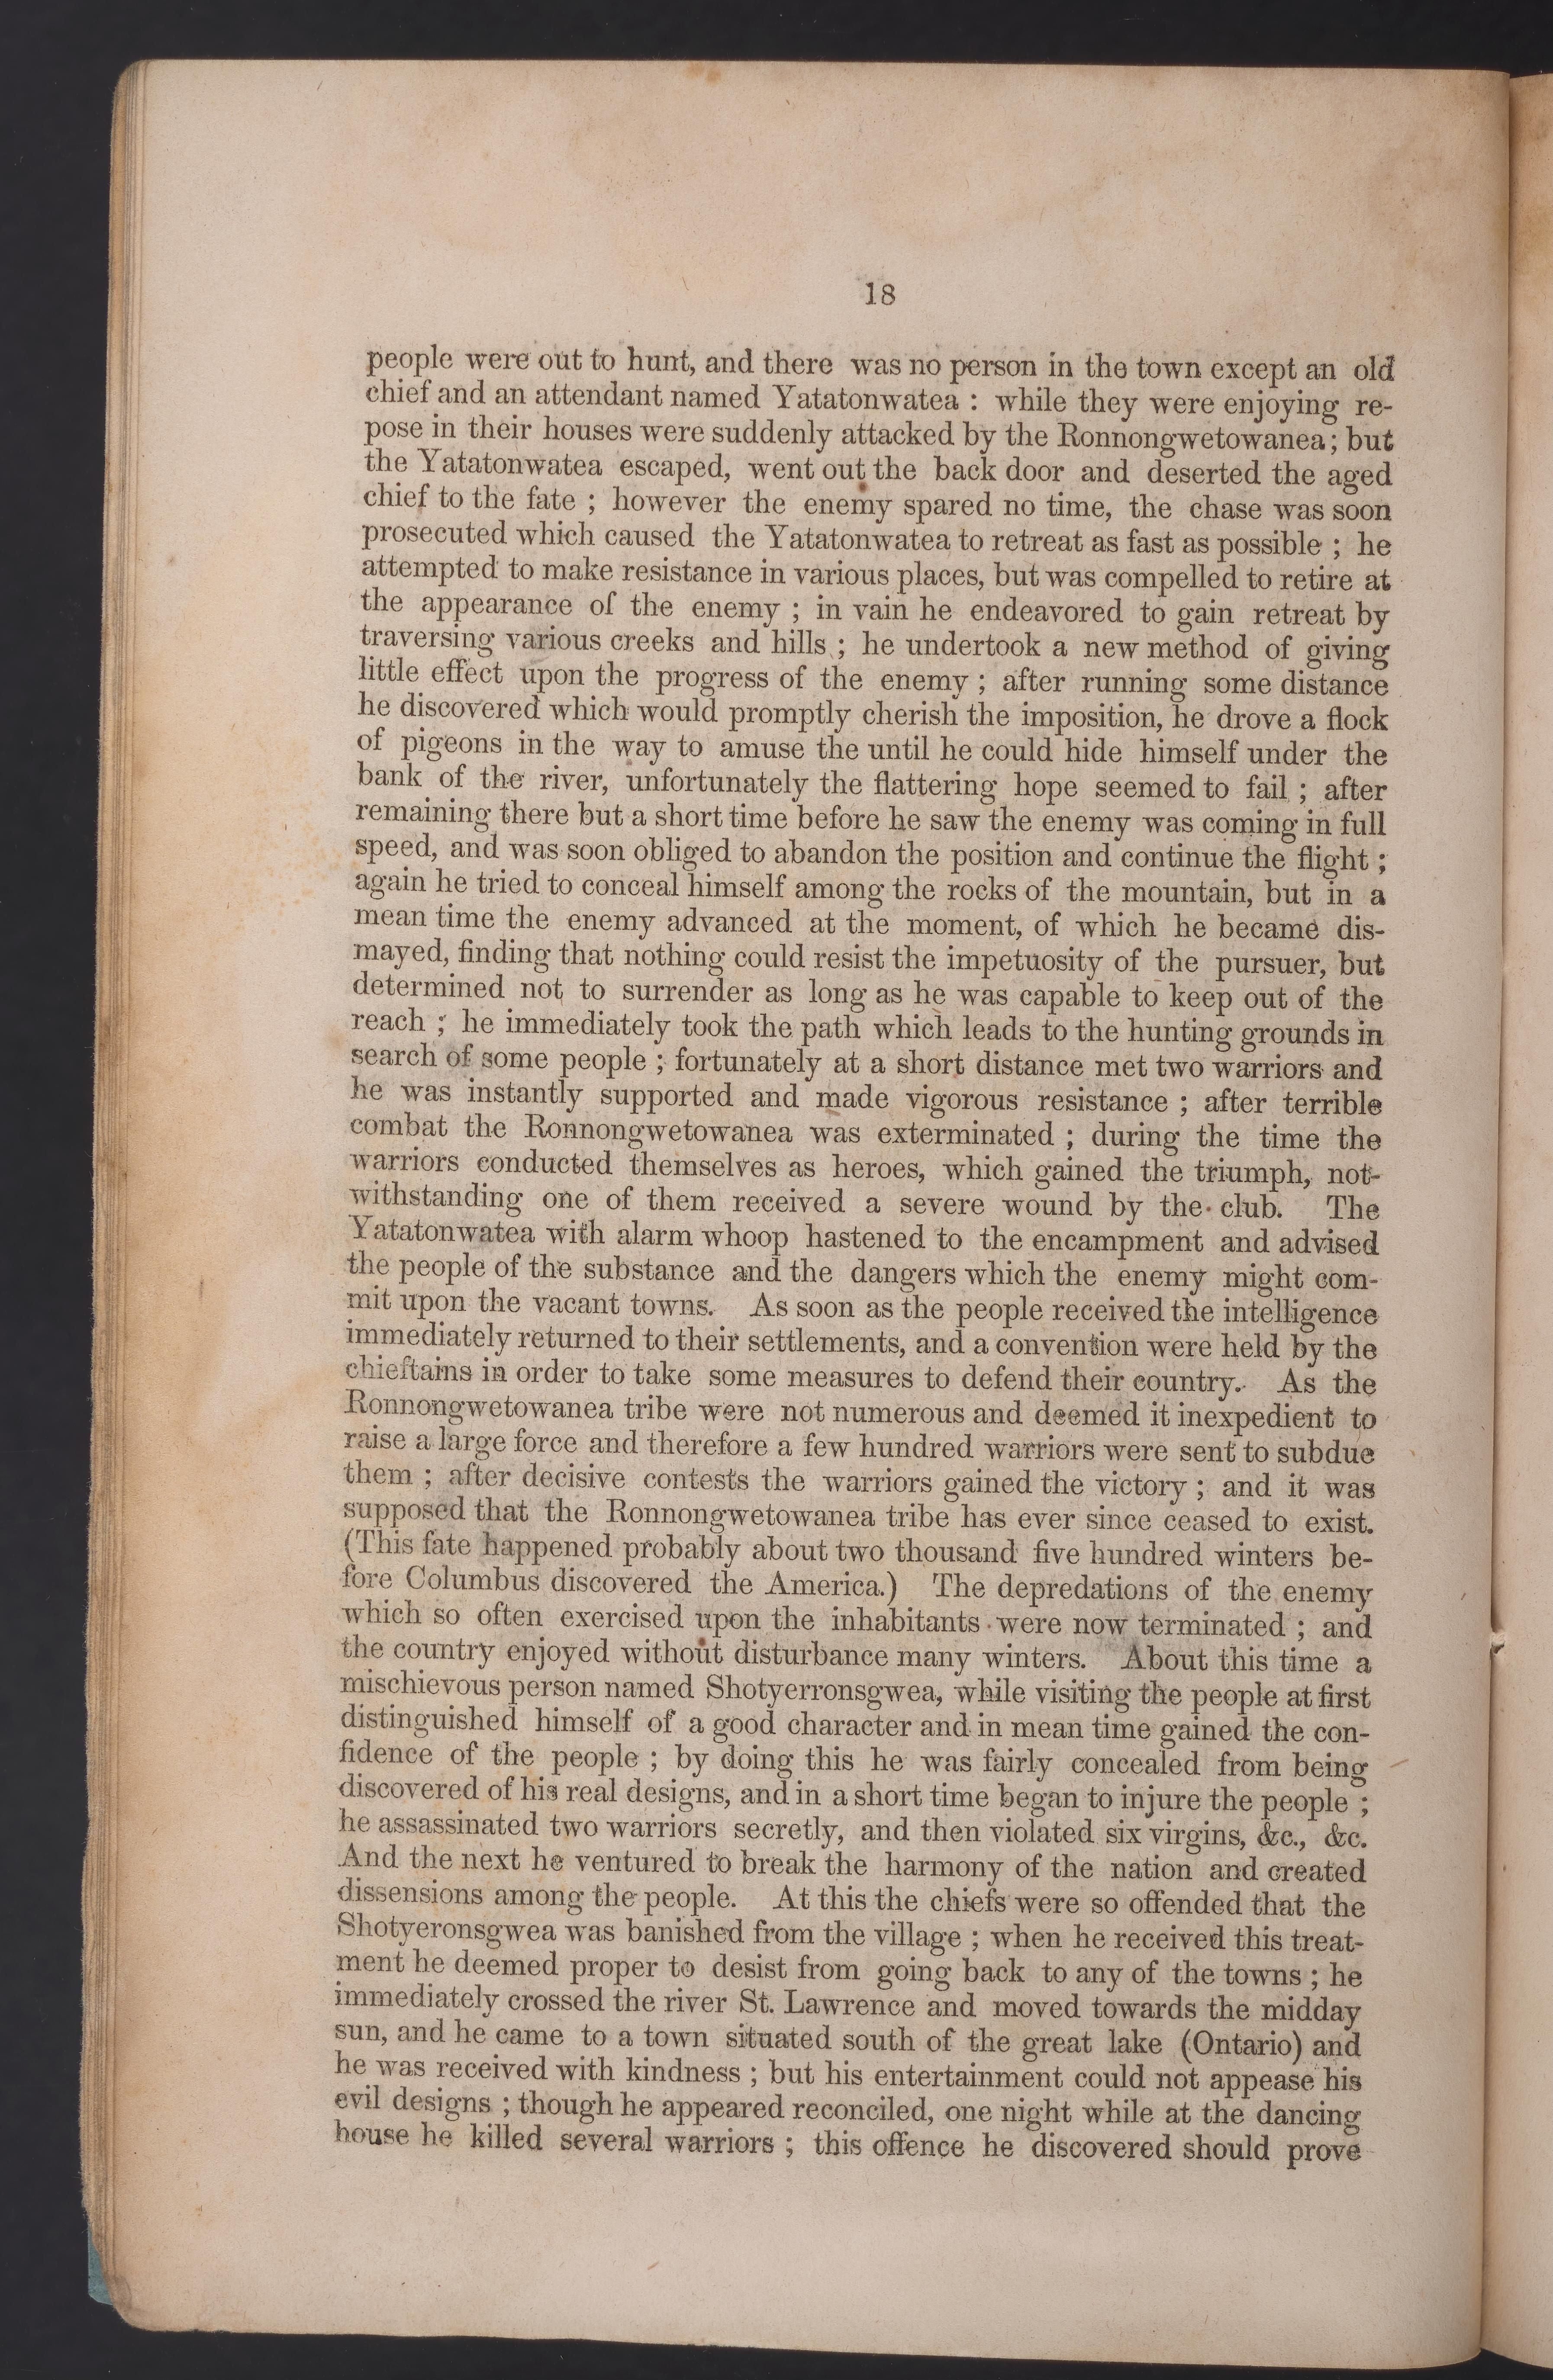 18
people were out to hunt, and there was no person in the town except an old
chief and an attendant named Yatatonwatea : while they were enjoying re-
pose in their houses were suddenly attacked by the Ronnongwetowanea; but
the Yatatonwatea escaped, went out the back door and deserted the aged
chief to the fate ; however the enemy spared no time, the chase was soon
prosecuted which caused the Yatatonwatea to retreat as fast as possible ; he
attempted to make resistance in various places, but was compelled to retire at
the appearance of the enemy ; in vain he endeavored to gain retreat by
traversing various creeks and hills ; he undertook a new method of giving
little effect upon the progress of the enemy ; after running some distance
he discovered which would promptly cherish the imposition, he drove a flock
of pigeons in the way to amuse the until he could hide himself under the
bank of the river, unfortunately the flattering hope seemed to fail ; after
remaining there but a short time before he saw the enemy was coming in full
speed, and was soon obliged to abandon the position and continue the flight ;
again he tried to conceal himself among the rocks of the mountain, but in a
mean time the enemy advanced at the moment, of which he became dis-
mayed, finding that nothing could resist the impetuosity of the pursuer, but
determined not to surrender as long as he was capable to keep out of the
reach ; he immediately took the path which leads to the hunting grounds in
search of some people ; fortunately at a short distance met two warriors and
he was instantly supported and made vigorous resistance ; after terrible
combat the Ronnongwetowanea was exterminated ; during the time the
warriors conducted themselves as heroes, which gained the triumph, not-
withstanding one of them received a severe wound by the club. The
Yatatonwatea with alarm whoop hastened to the encampment and advised
the people of the substance and the dangers which the enemy might com-
mit upon the vacant towns. As soon as the people received the intelligence
immediately returned to their settlements, and a convention were held by the
chieftains in order to take some measures to defend their country. As the
Ronnongwetowanea tribe were not numerous and deemed it inexpedient to
raise a large force and therefore a few hundred warriors were sent to subdue
them ; after decisive contests the warriors gained the victory ; and it was
supposed that the Ronnongwetowanea tribe has ever since ceased to exist.
(This fate happened probably about two thousand five hundred winters be-
fore Columbus discovered the America.) The depredations of the enemy
which so often exercised upon the inhabitants were now terminated ; and
the country enjoyed without disturbance many winters. About this time a
mischievous person named Shotyerronsgwea, while visiting the people at first
distinguished himself of a good character and in mean time gained the con-
fidence of the people ; by doing this he was fairly concealed from being
discovered of his real designs, and in a short time began to injure the people ;
he assassinated two warriors secretly, and then violated six virgins, &c., &c.
And the next he ventured to break the harmony of the nation and created
dissensions among the people. At this the chiefs were so offended that the
Shotyeronsgwea was banished from the village ; when he received this treat-
ment he deemed proper to desist from going back to any of the towns ; he
immediately crossed the river St. Lawrence and moved towards the midday
sun, and he came to a town situated south of the great lake (Ontario) and
he was received with kindness ; but his entertainment could not appease his
evil designs ; though he appeared reconciled, one night while at the dancing
house he killed several warriors ; this offence he discovered should prove